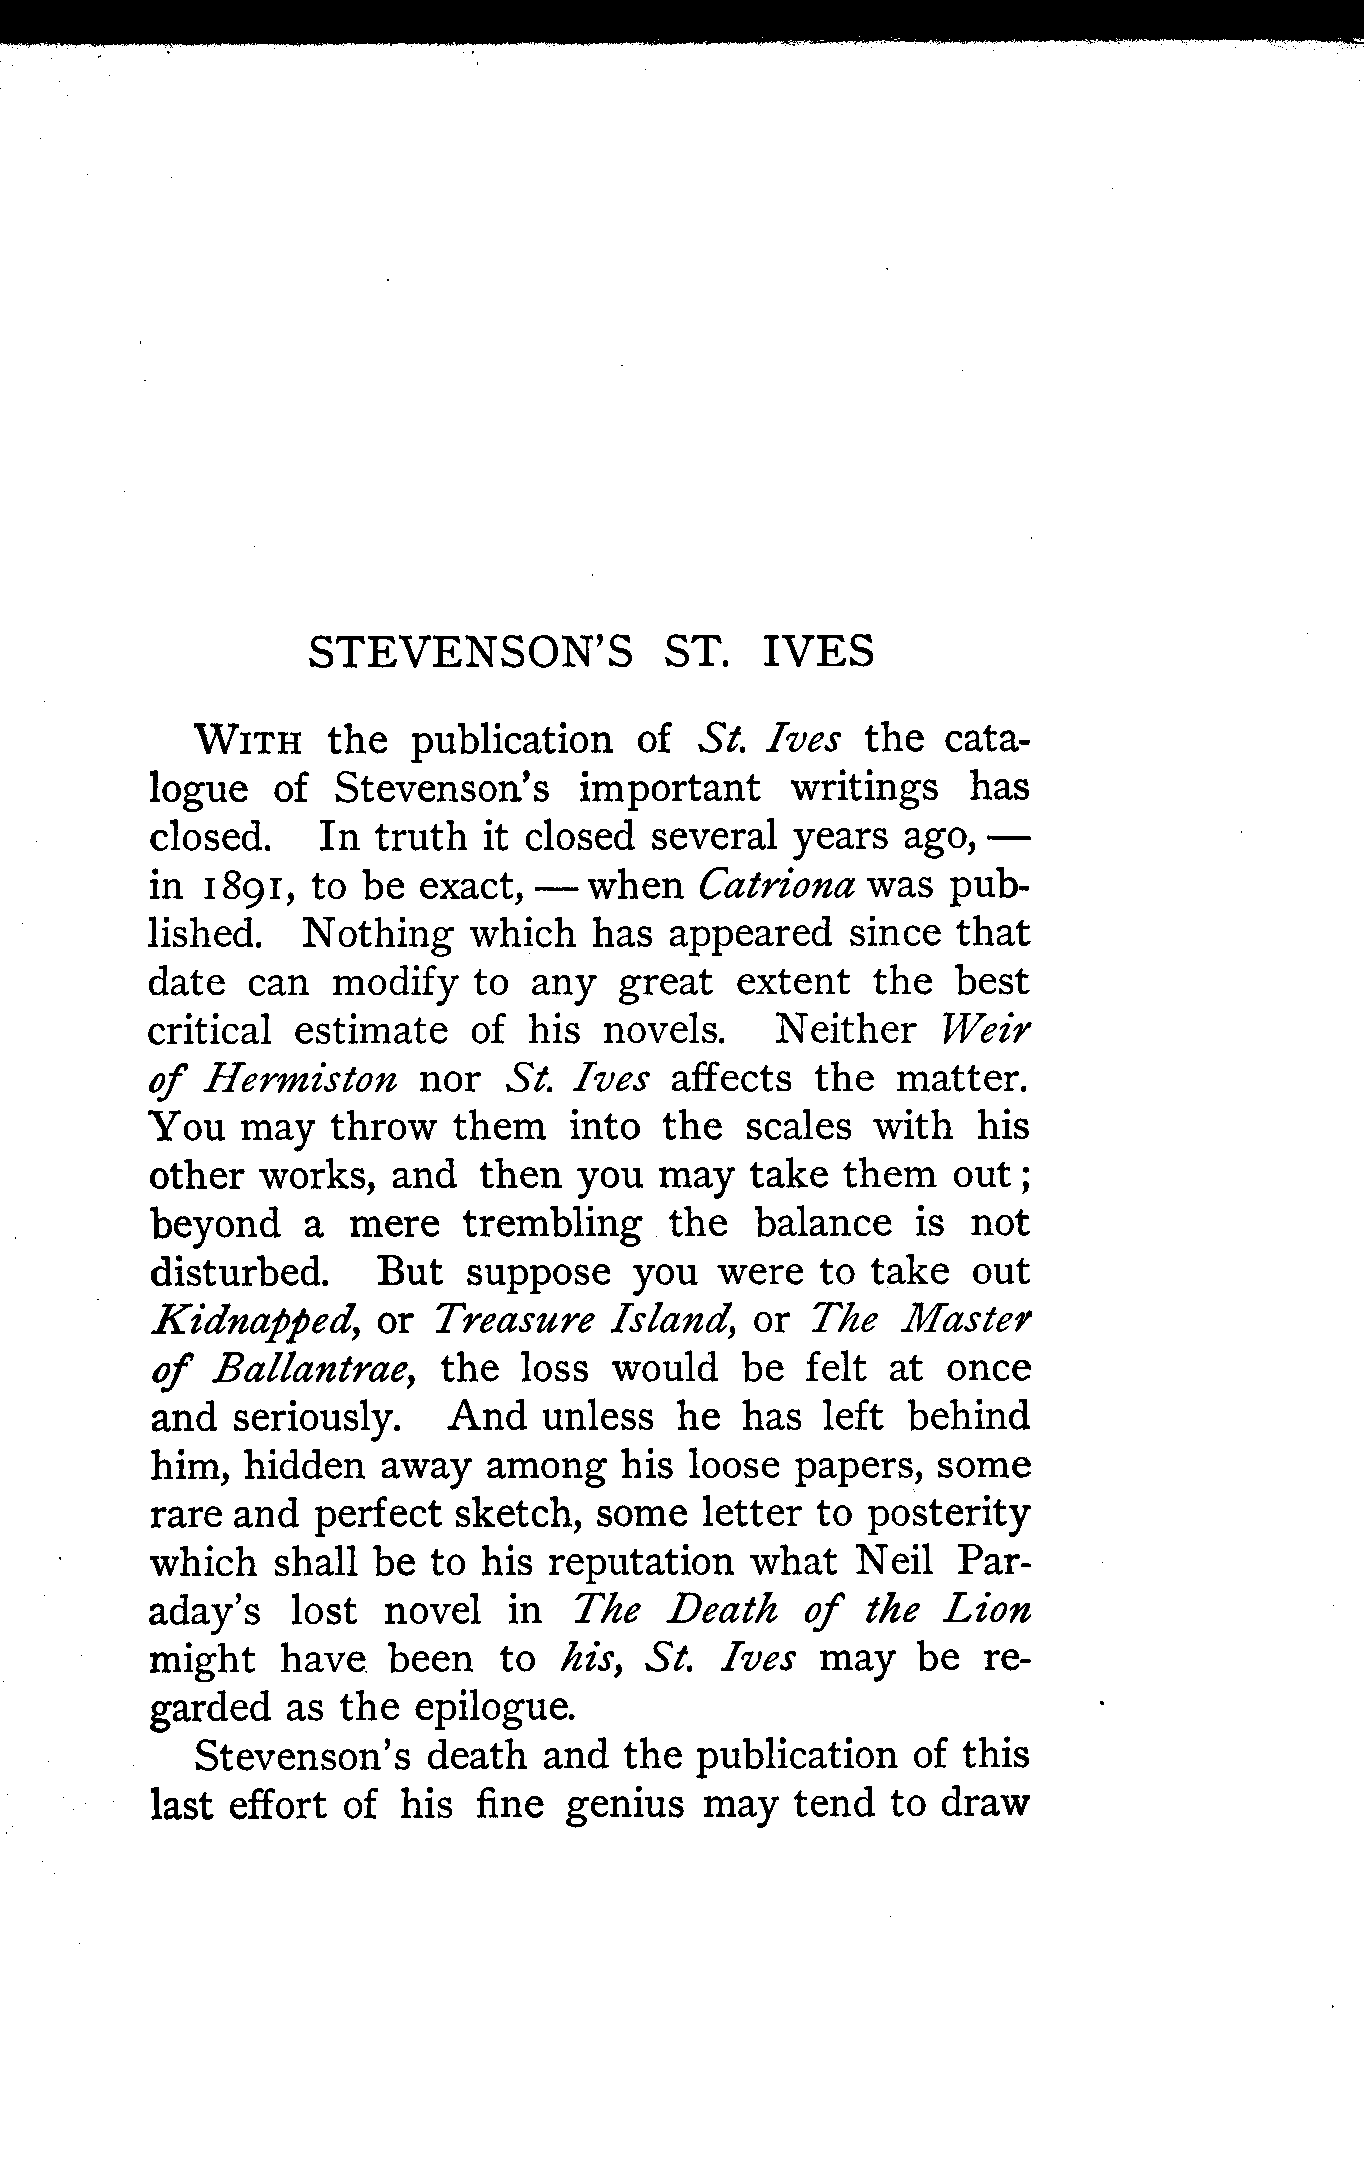 STEVENSON'S ST. IVES
WITH the publication of St. Ives the cata-
logue of Stevenson's important writings has
closed. In truth it closed several years ago, —
in 1891, to be exact, — when Catriona was pub-
lished. Nothing which has appeared since that
date can modify to any great extent the best
critical estimate of his novels. Neither Weir
of Hermiston nor St. Ives affects the matter.
You may throw them into the scales with his
other works, and then you may take them out ;
beyond a mere trembling the balance is not
disturbed. But suppose you were to take out
Kidnapped, or Treasure Island, or The Master
of Ballantrae, the loss would be felt at once
and seriously. And unless he has left behind
him, hidden away among his loose papers, some
rare and perfect sketch, some letter to posterity
which shall be to his reputation what Neil Par-
aday's lost novel in The Death of the Lion
might have been to his, St. Ives may be re-
garded as the epilogue.
Stevenson's death and the publication of this
last effort of his fine genius may tend to draw